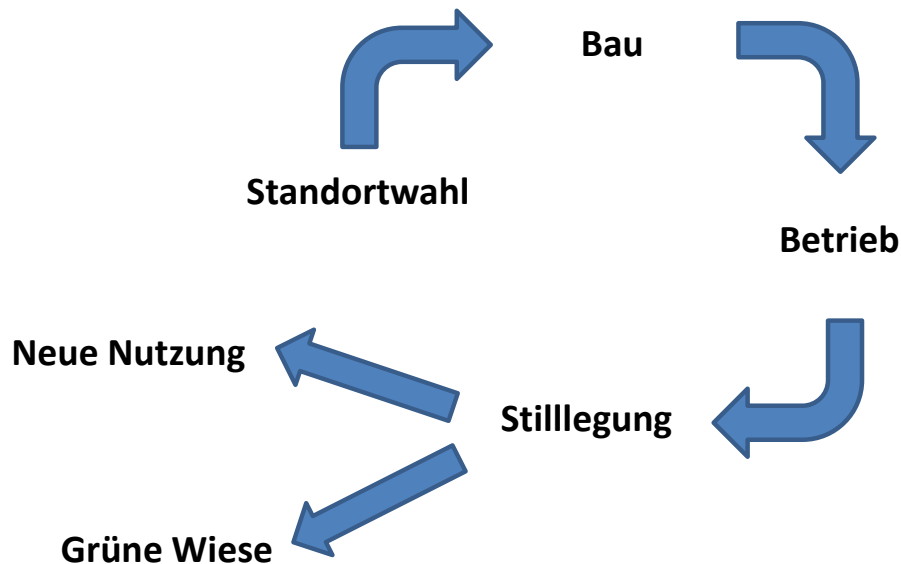 Bau
Standortwahl
Betrieb
Neue Nutzung
Stilllegung
Grüne Wiese